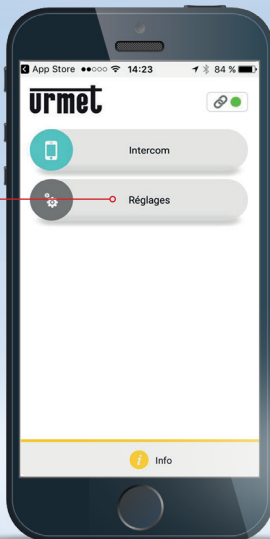 App Store 14:23 84 %
urmet
Intercom
Réglages
i Info